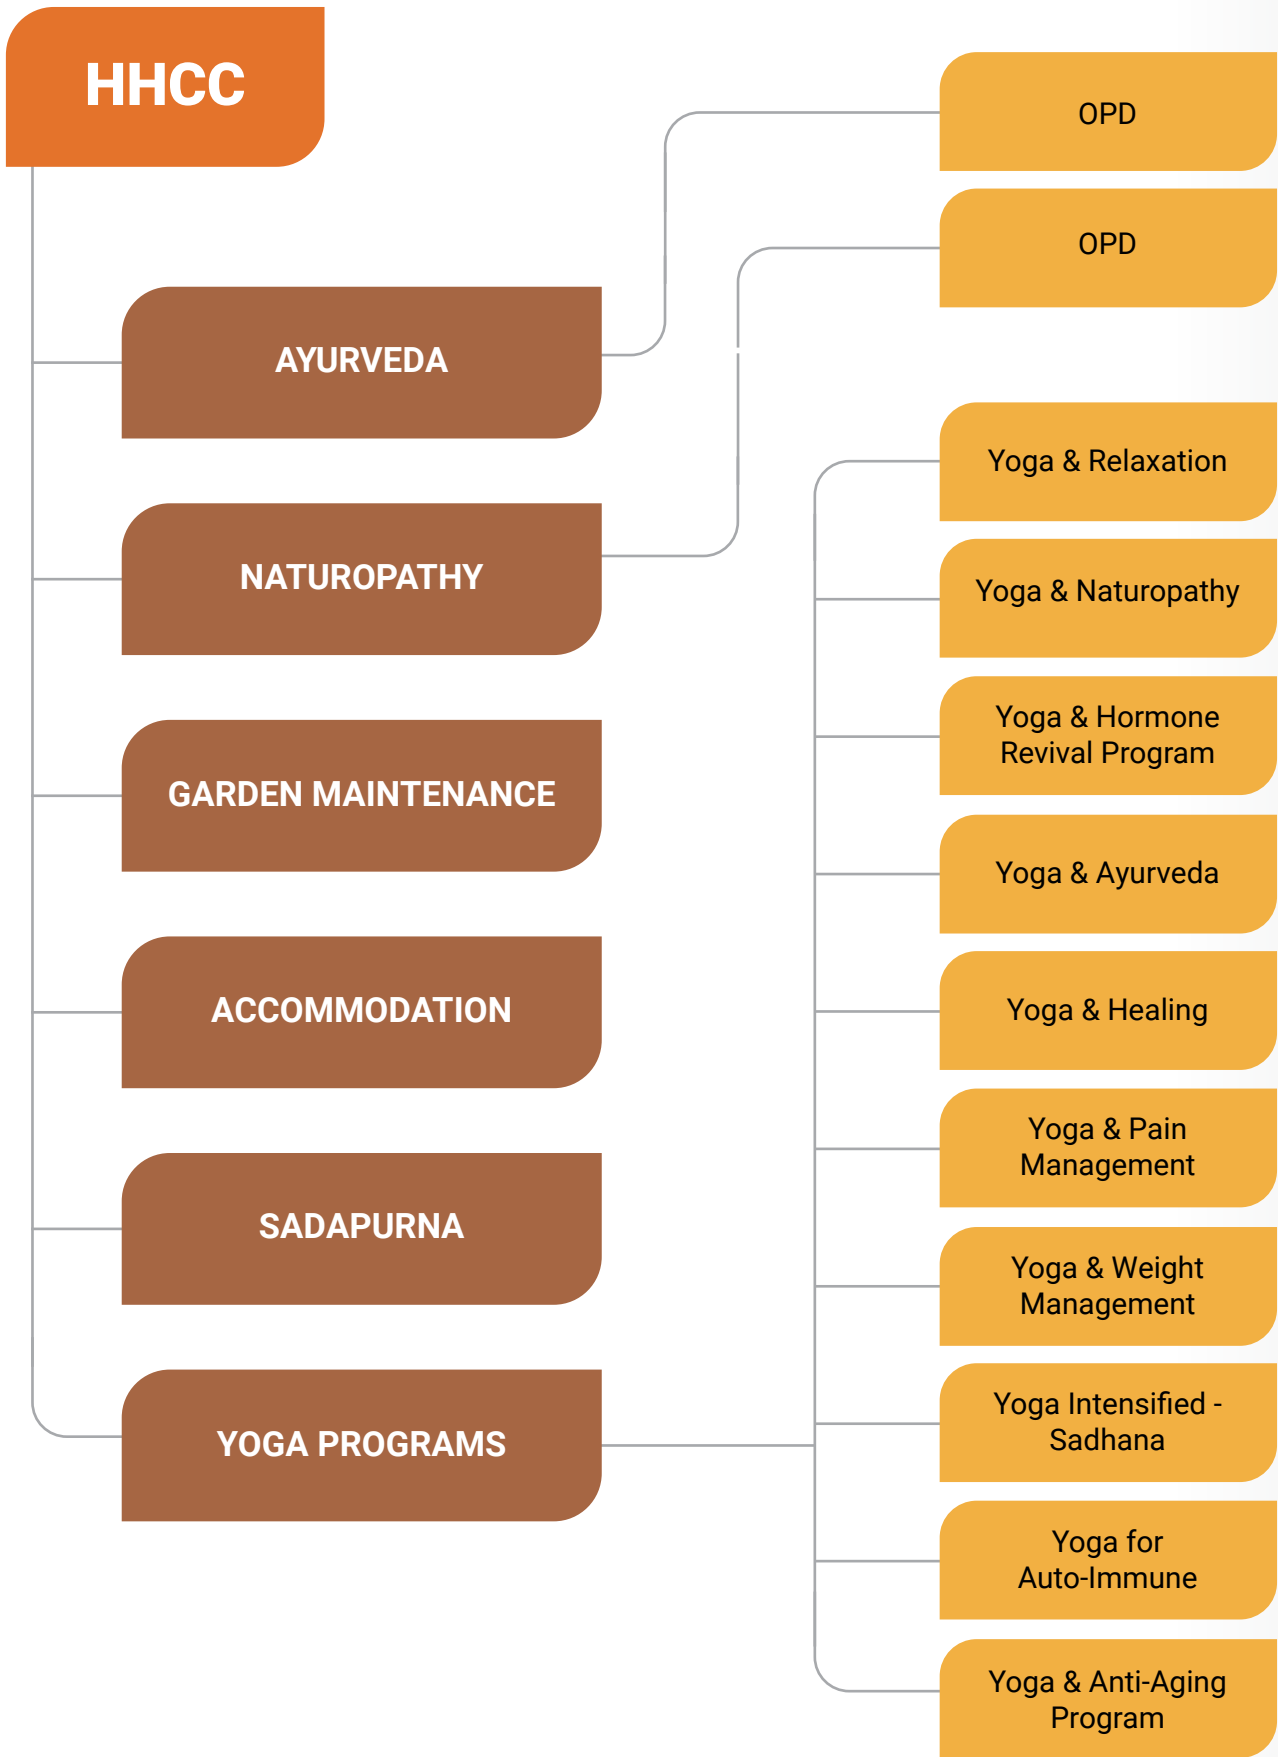 HHCC
AYURVEDA
NATUROPATHY
GARDEN MAINTENANCE
ACCOMMODATION
SADAPURNA
YOGA PROGRAMS
OPD
OPD
Yoga & Relaxation
Yoga & Naturopathy
Yoga & Hormone
Revival Program
Yoga & Ayurveda
Yoga & Healing
Yoga & Pain
Management
Yoga & Weight
Management
Yoga Intensified -
Sadhana
Yoga for
Auto-Immune
Yoga & Anti-Aging
Program